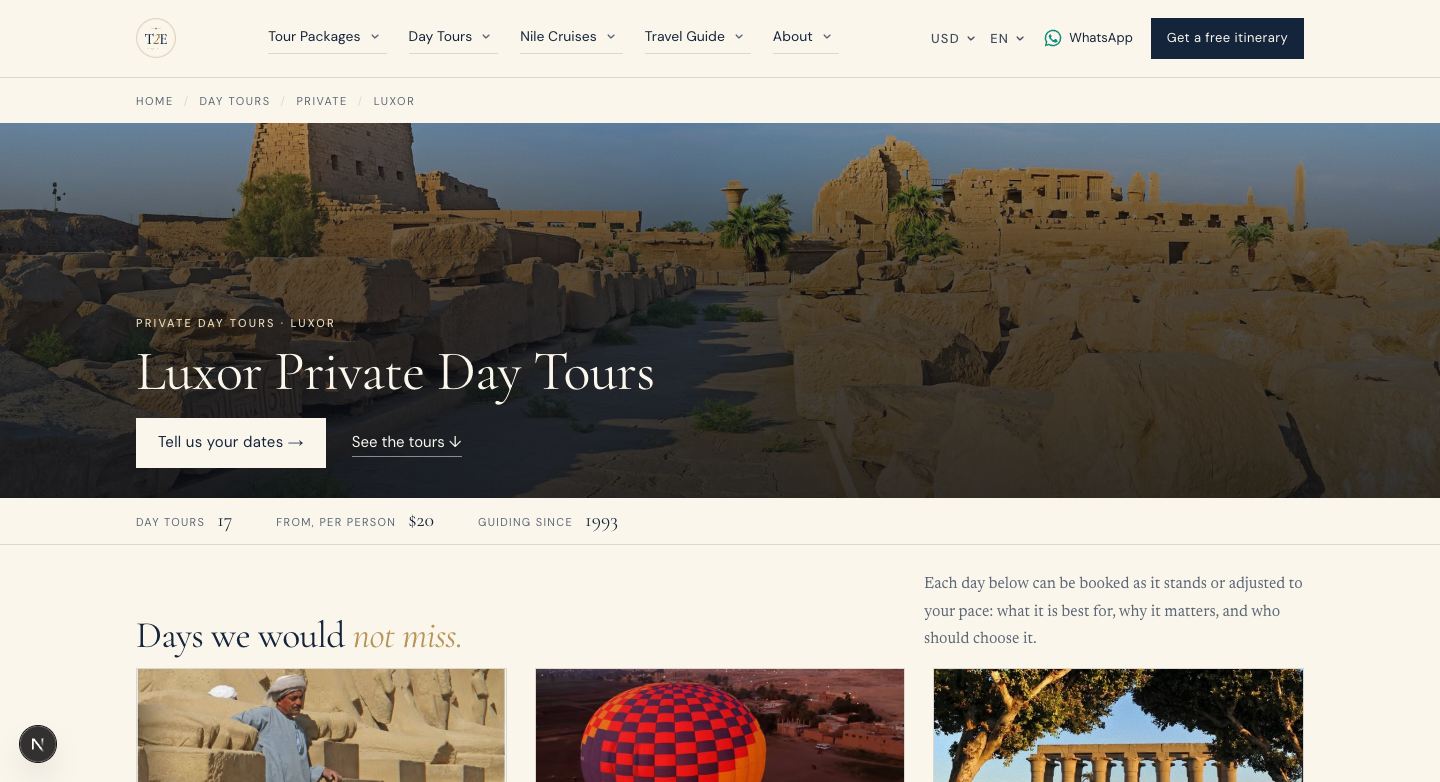 T2E
Tour Packages
Day Tours
Nile Cruises
Travel Guide
About
USD
EN
WhatsApp
Get a free itinerary
HOME / DAY TOURS / PRIVATE / LUXOR
PRIVATE DAY TOURS · LUXOR
Luxor Private Day Tours
Tell us your dates →
See the tours ↓
DAY TOURS 17
FROM, PER PERSON $20
GUIDING SINCE 1993
Each day below can be booked as it stands or adjusted to
your pace: what it is best for, why it matters, and who
should choose it.
Days we would not miss.
N